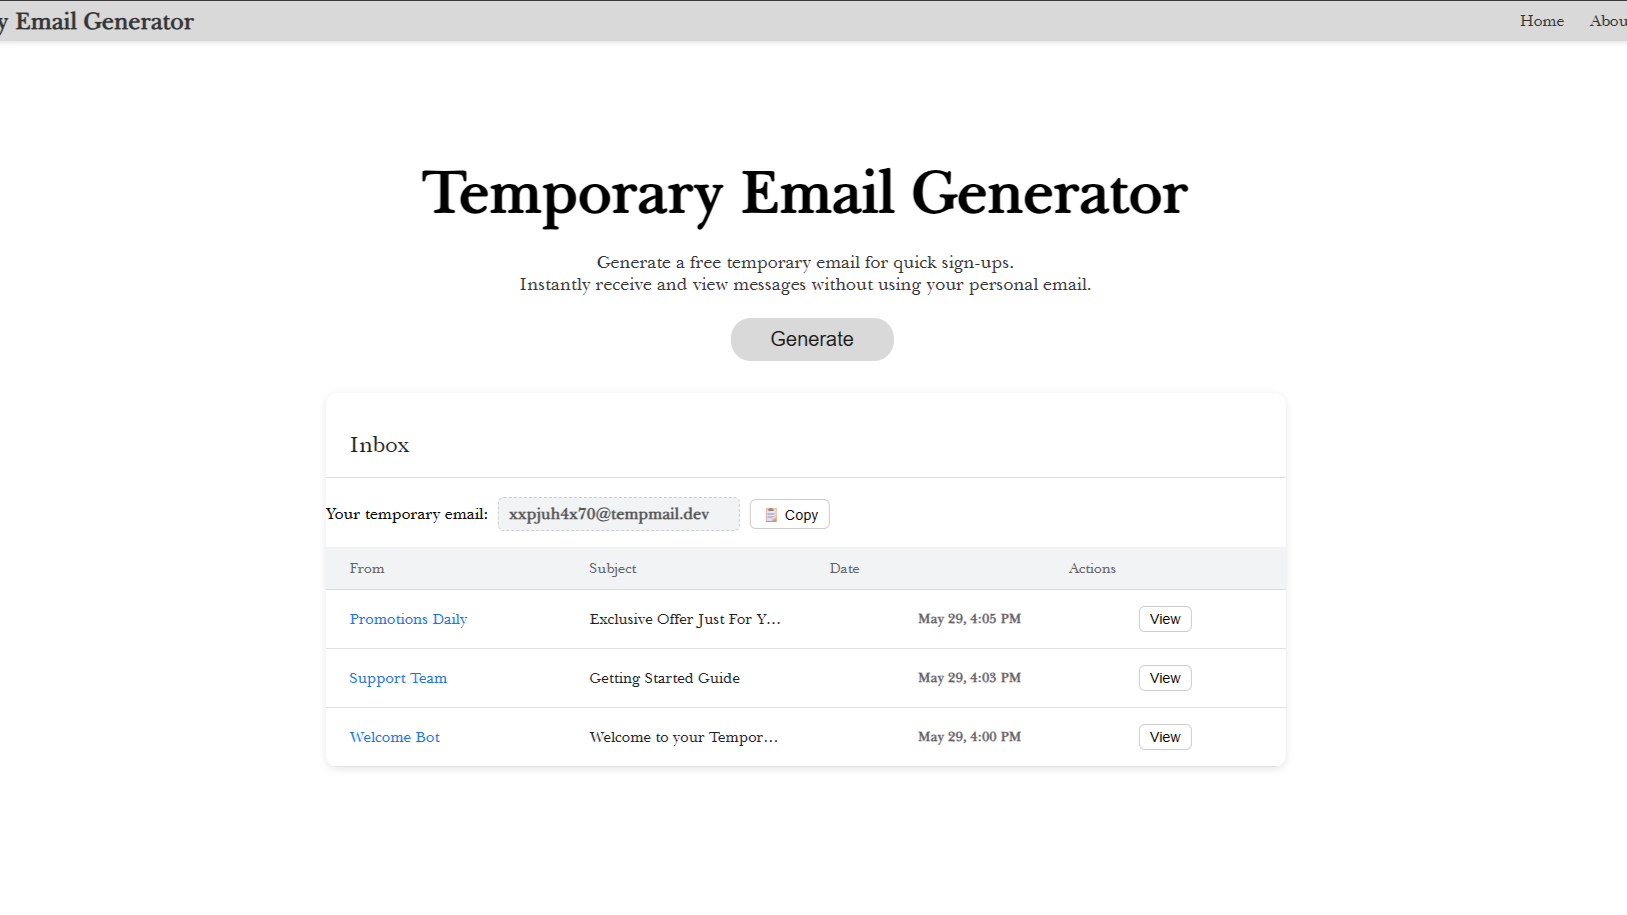 y Email Generator
Home Abou
Temporary Email Generator
Generate a free temporary email for quick sign-ups.
Instantly receive and view messages without using your personal email.
Generate
Inbox
Your temporary email: xxpjuh4x70@tempmail.dev 📋 Copy
From Subject Date Actions
Promotions Daily Exclusive Offer Just For Y... May 29, 4:05 PM View
Support Team Getting Started Guide May 29, 4:03 PM View
Welcome Bot Welcome to your Tempor... May 29, 4:00 PM View